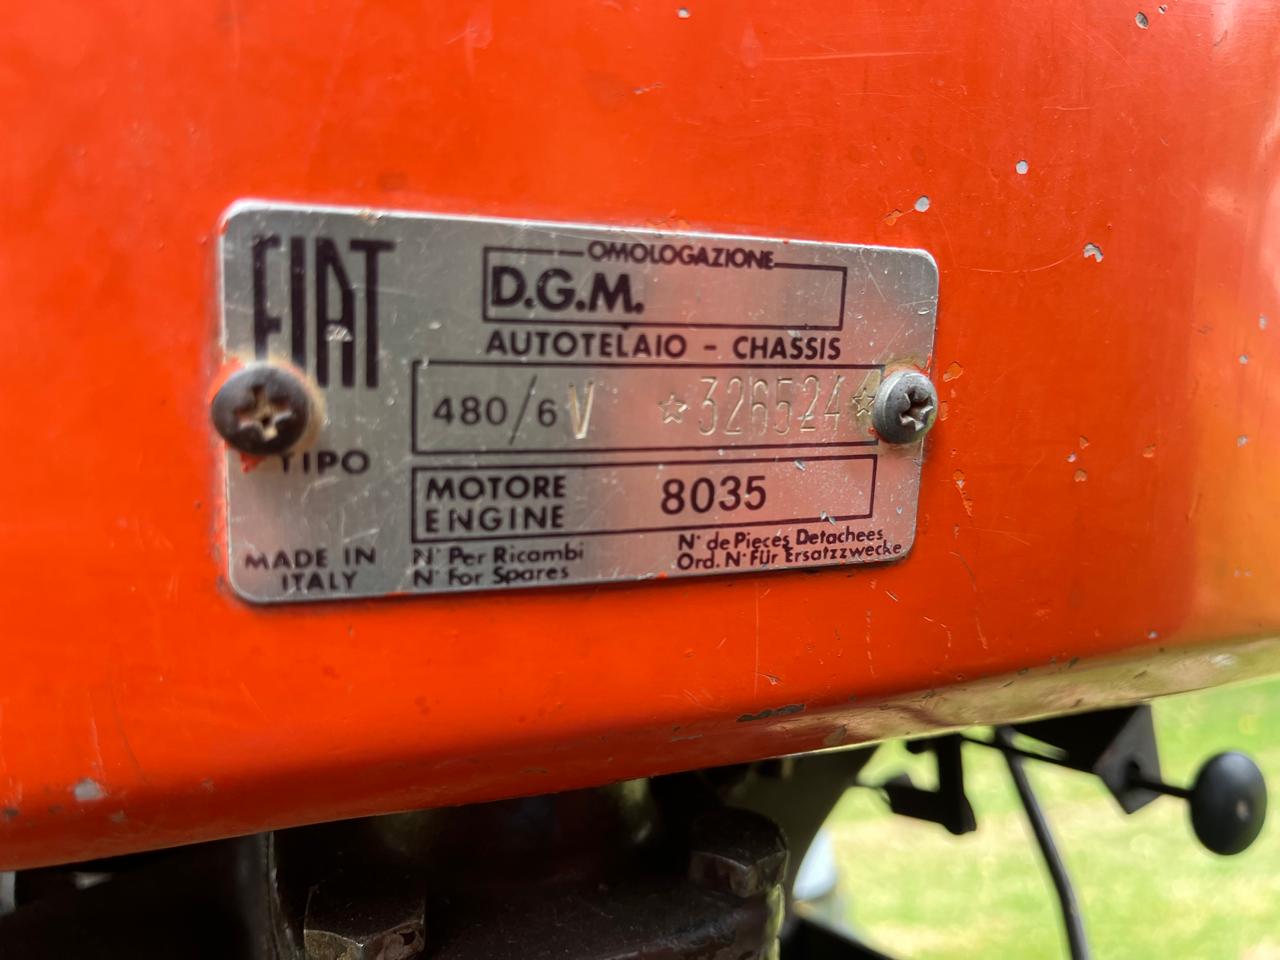 FIAT
OMOLOGAZIONE
D.G.M.
AUTOTELAIO - CHASSIS
480/6 V ☆326524☆
TIPO
MOTORE 8035
ENGINE
MADE IN
ITALY
N° Per Ricambi
N° For Spares
N° de Pieces Detachees
Ord. N° Für Ersatzzwecke